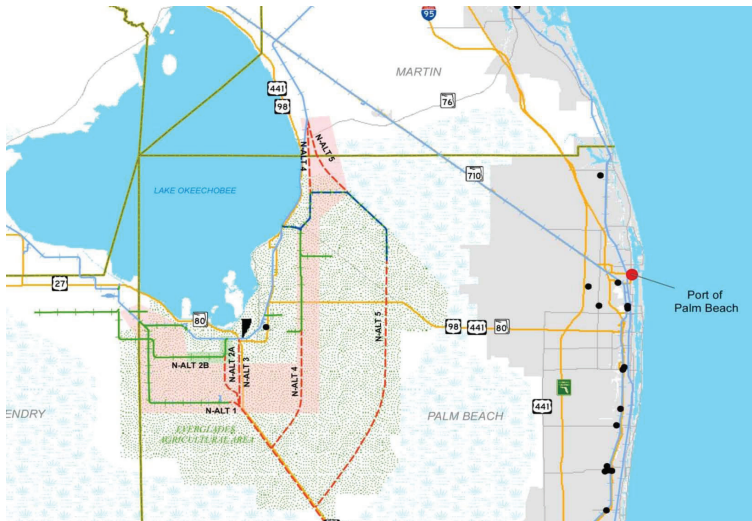 95
MARTIN
441
98
76
N-ALT 4
N-ALT 5
710
LAKE OKEECHOBEE
27
80
Port of
Palm Beach
98
441
80
N-ALT 2A
N-ALT 3
N-ALT 2B
N-ALT 4
N-ALT 5
N-ALT 1
441
ENDRY
EVERGLADES
AGRICULTURAL AREA
PALM BEACH